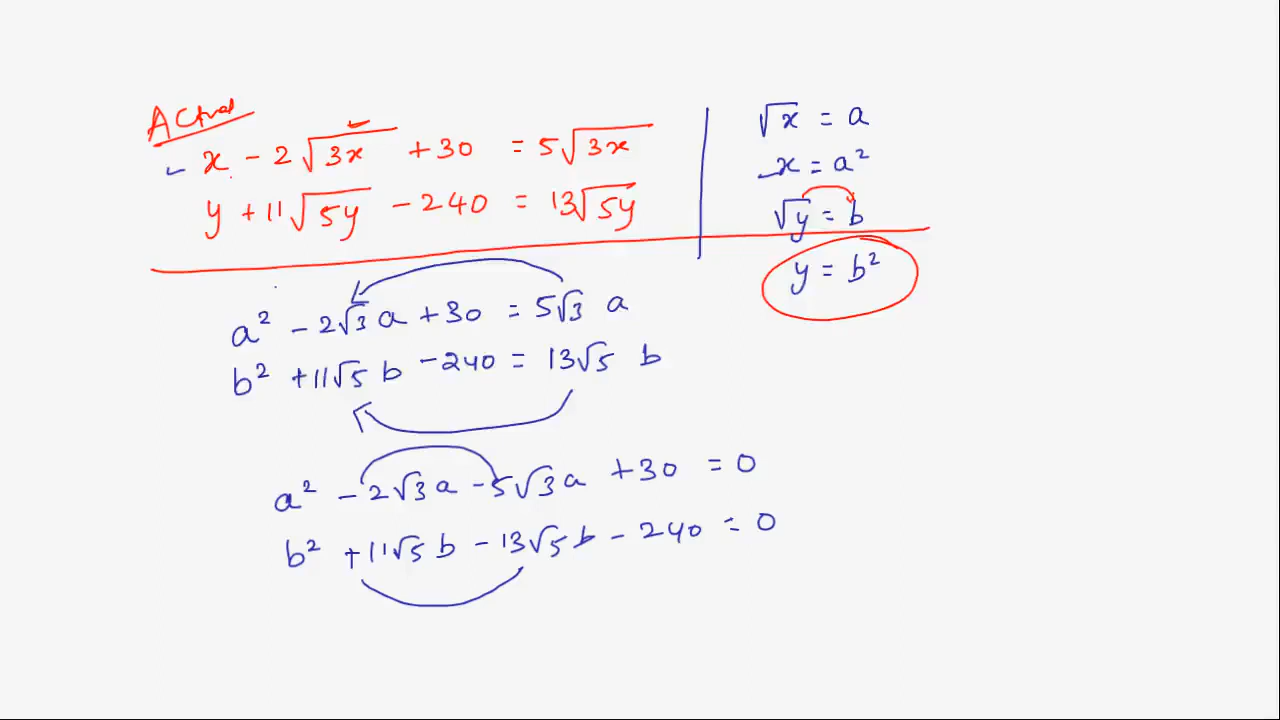 Actual
x - 2√3x + 30 = 5√3x
y + 11√5y - 240 = 13√5y
√x = a
x = a²
√y = b
y = b²
a² - 2√3 a + 30 = 5√3 a
b² + 11√5 b - 240 = 13√5 b
a² - 2√3 a - 5√3 a + 30 = 0
b² + 11√5 b - 13√5 b - 240 = 0